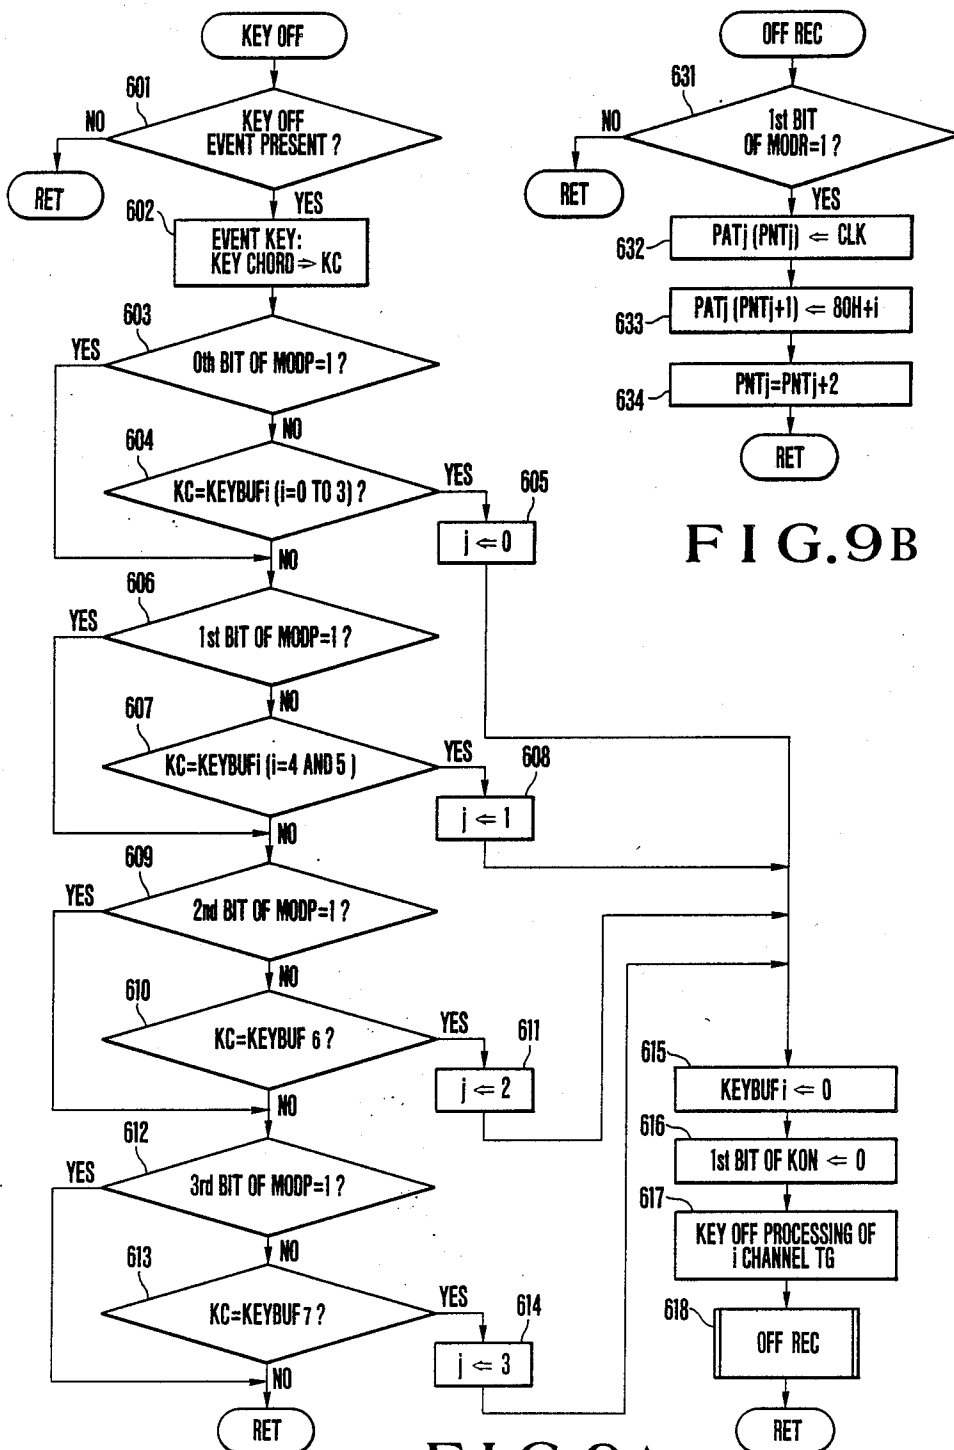 KEY OFF
601
KEY OFF
EVENT PRESENT ?
NO
RET
YES
602
EVENT KEY:
KEY CHORD ⇒ KC
603
YES
0th BIT OF MODP=1 ?
NO
604
KC=KEYBUFi (i=0 TO 3) ?
YES
605
j ⇐ 0
NO
606
YES
1st BIT OF MODP=1 ?
NO
607
KC=KEYBUFi (i=4 AND 5 )
YES
608
j ⇐ 1
NO
609
YES
2nd BIT OF MODP=1 ?
NO
610
KC=KEYBUF 6 ?
YES
611
j ⇐ 2
NO
612
YES
3rd BIT OF MODP=1 ?
NO
613
KC=KEYBUF 7 ?
YES
614
j ⇐ 3
NO
RET
615
KEYBUF i ⇐ 0
616
1st BIT OF KON ⇐ 0
617
KEY OFF PROCESSING OF
i CHANNEL TG
618
OFF REC
RET
OFF REC
631
1st BIT
OF MODR=1 ?
NO
RET
YES
632
PATj (PNTj) ⇐ CLK
633
PATj (PNTj+1) ⇐ 80H+i
634
PNTj=PNTj+2
RET
FIG.9B